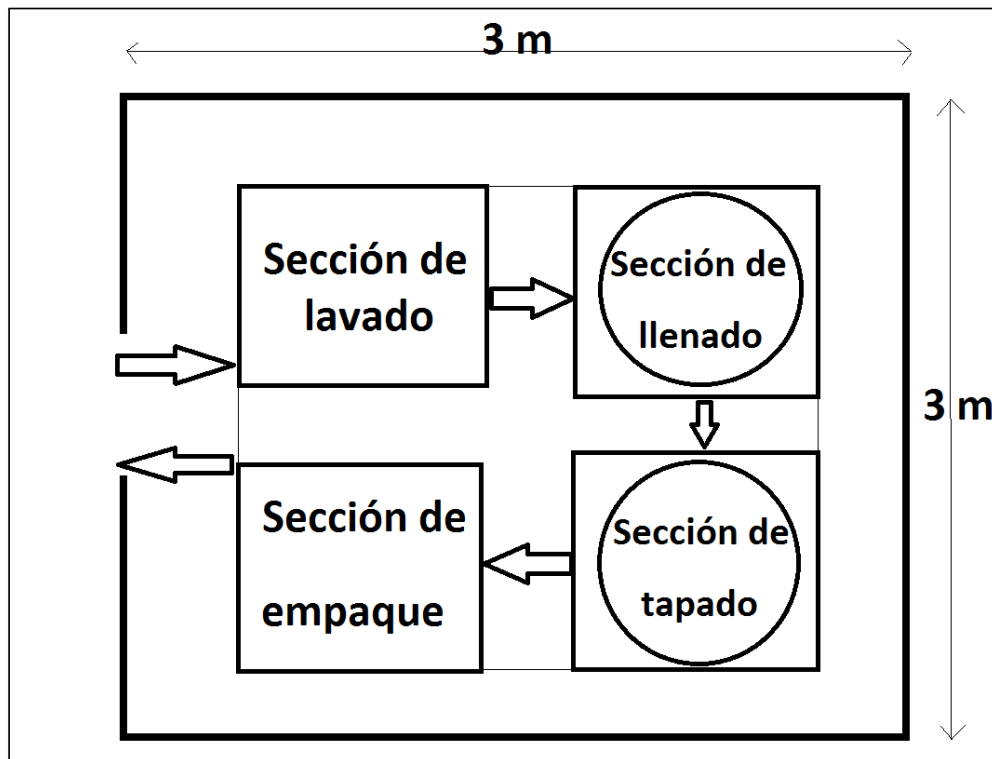 3 m
Sección de
lavado
Sección de
llenado
3 m
Sección de
empaque
Sección de
tapado